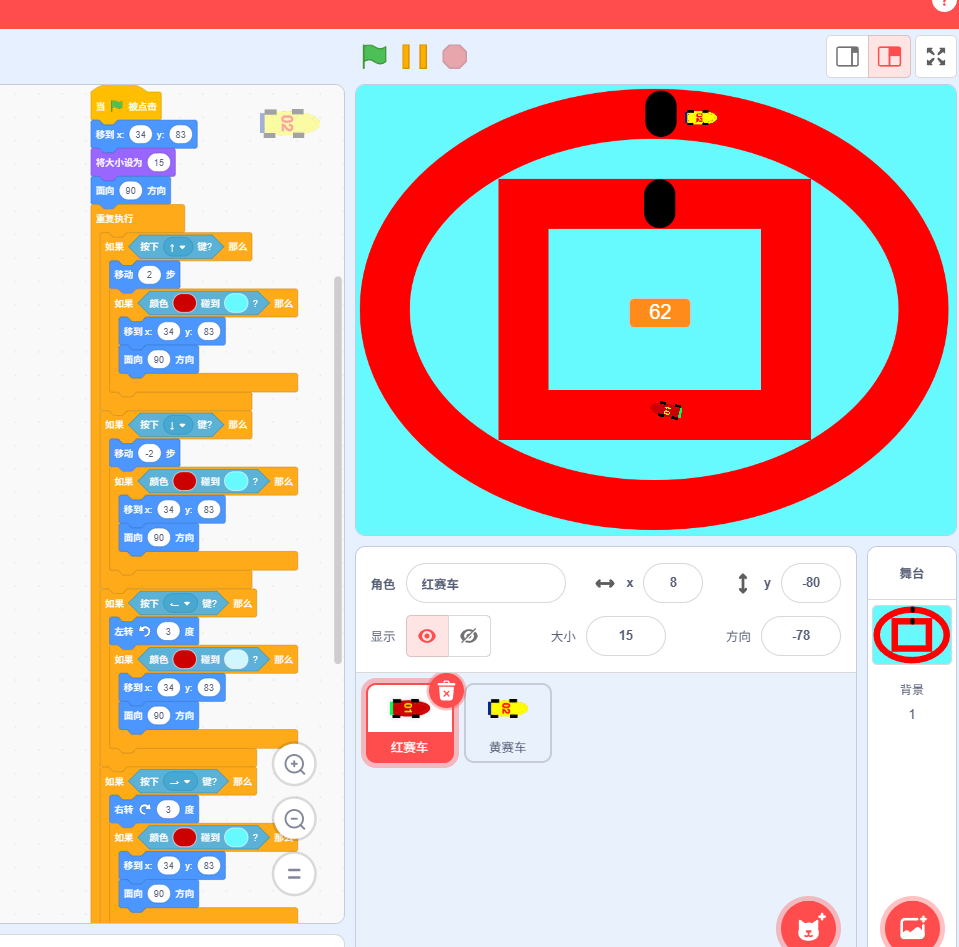 ?
当 被点击
移到 x: 34 y: 83
将大小设为 15
面向 90 方向
重复执行
如果 按下 ↑ 键? 那么
移动 2 步
如果 颜色 碰到 ? 那么
移到 x: 34 y: 83
面向 90 方向
如果 按下 ↓ 键? 那么
移动 -2 步
如果 颜色 碰到 ? 那么
移到 x: 34 y: 83
面向 90 方向
如果 按下 ← 键? 那么
左转 3 度
如果 颜色 碰到 ? 那么
移到 x: 34 y: 83
面向 90 方向
如果 按下 → 键? 那么
右转 3 度
如果 颜色 碰到 ? 那么
移到 x: 34 y: 83
面向 90 方向
02
02
62
01
角色 红赛车 x 8 y -80
显示 大小 15 方向 -78
01
红赛车
02
黄赛车
舞台
背景
1